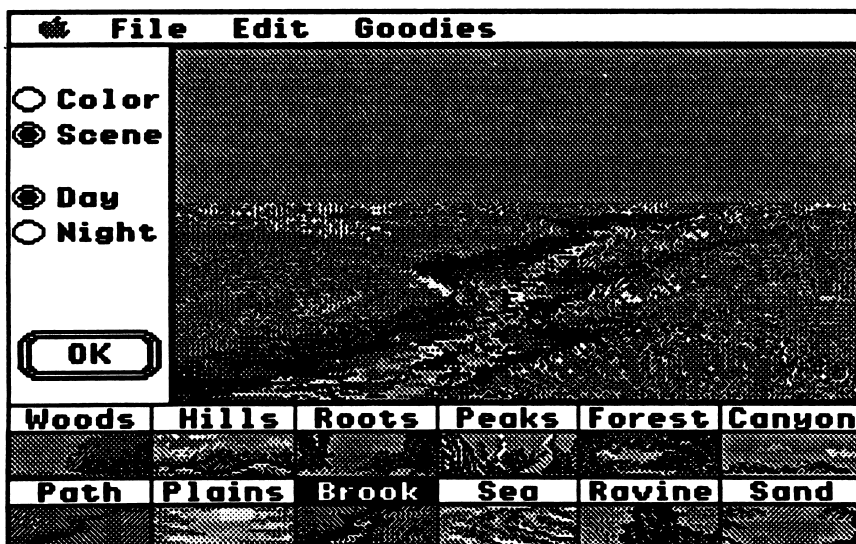 File Edit Goodies
Color
Scene
Day
Night
OK
Woods Hills Roots Peaks Forest Canyon
Path Plains Brook Sea Ravine Sand